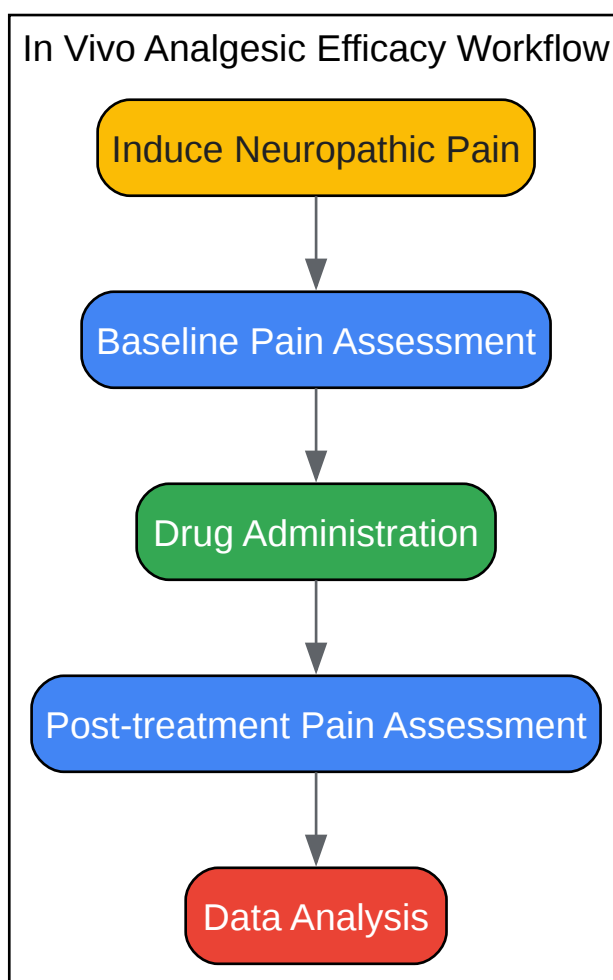 In Vivo Analgesic Efficacy Workflow
Induce Neuropathic Pain
Baseline Pain Assessment
Drug Administration
Post-treatment Pain Assessment
Data Analysis